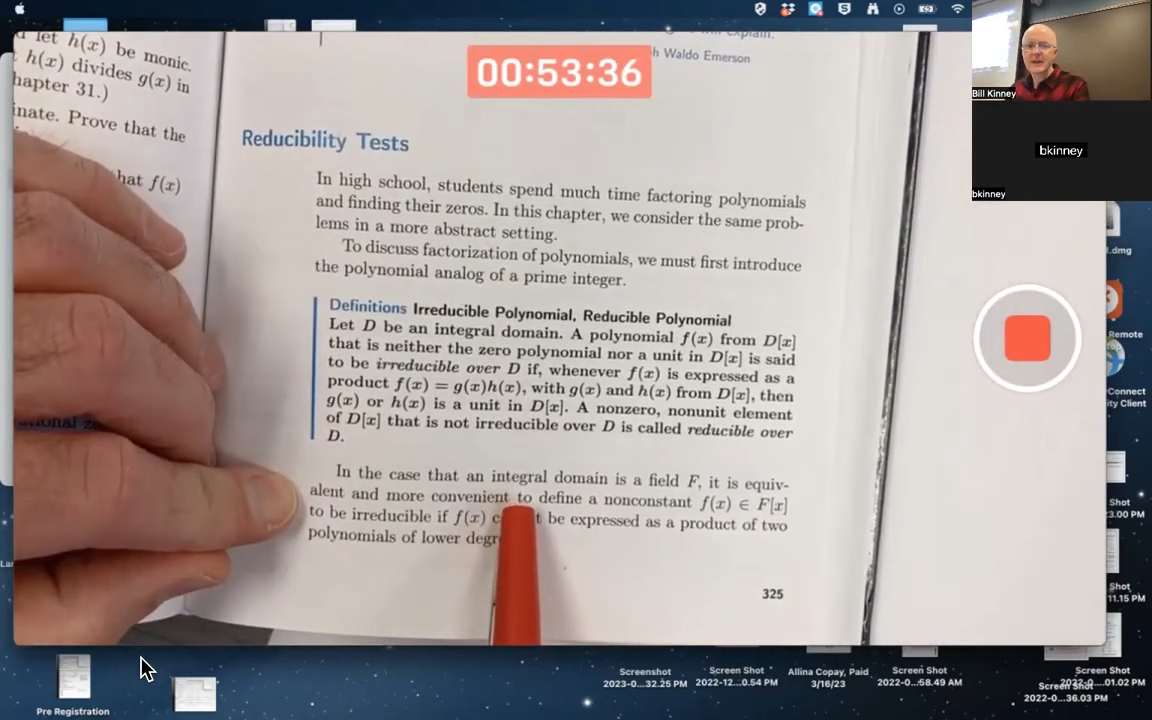 h Waldo Emerson
00:53:36
let h(x) be monic.
h(x) divides g(x) in
hapter 31.)
inate. Prove that the
hat f(x)
Reducibility Tests
In high school, students spend much time factoring polynomials
and finding their zeros. In this chapter, we consider the same prob-
lems in a more abstract setting.
To discuss factorization of polynomials, we must first introduce
the polynomial analog of a prime integer.
Definitions Irreducible Polynomial, Reducible Polynomial
Let D be an integral domain. A polynomial f(x) from D[x]
that is neither the zero polynomial nor a unit in D[x] is said
to be irreducible over D if, whenever f(x) is expressed as a
product f(x) = g(x)h(x), with g(x) and h(x) from D[x], then
g(x) or h(x) is a unit in D[x]. A nonzero, nonunit element
of D[x] that is not irreducible over D is called reducible over
D.
In the case that an integral domain is a field F, it is equiv-
alent and more convenient to define a nonconstant f(x) ∈ F[x]
to be irreducible if f(x) c t be expressed as a product of two
polynomials of lower degr
325
Bill Kinney
bkinney
bkinney
.dmg
Remote
Connect
ity Client
Shot
3.00 PM
Shot
11.15 PM
Pre Registration
Screenshot
2023-0...32.25 PM
Screen Shot
2022-12...0.54 PM
Allina Copay, Paid
3/16/23
Screen Shot
2022-0...58.49 AM
Screen Shot
2022-0....01.02 PM
Screen Shot
2022-0...36.03 PM